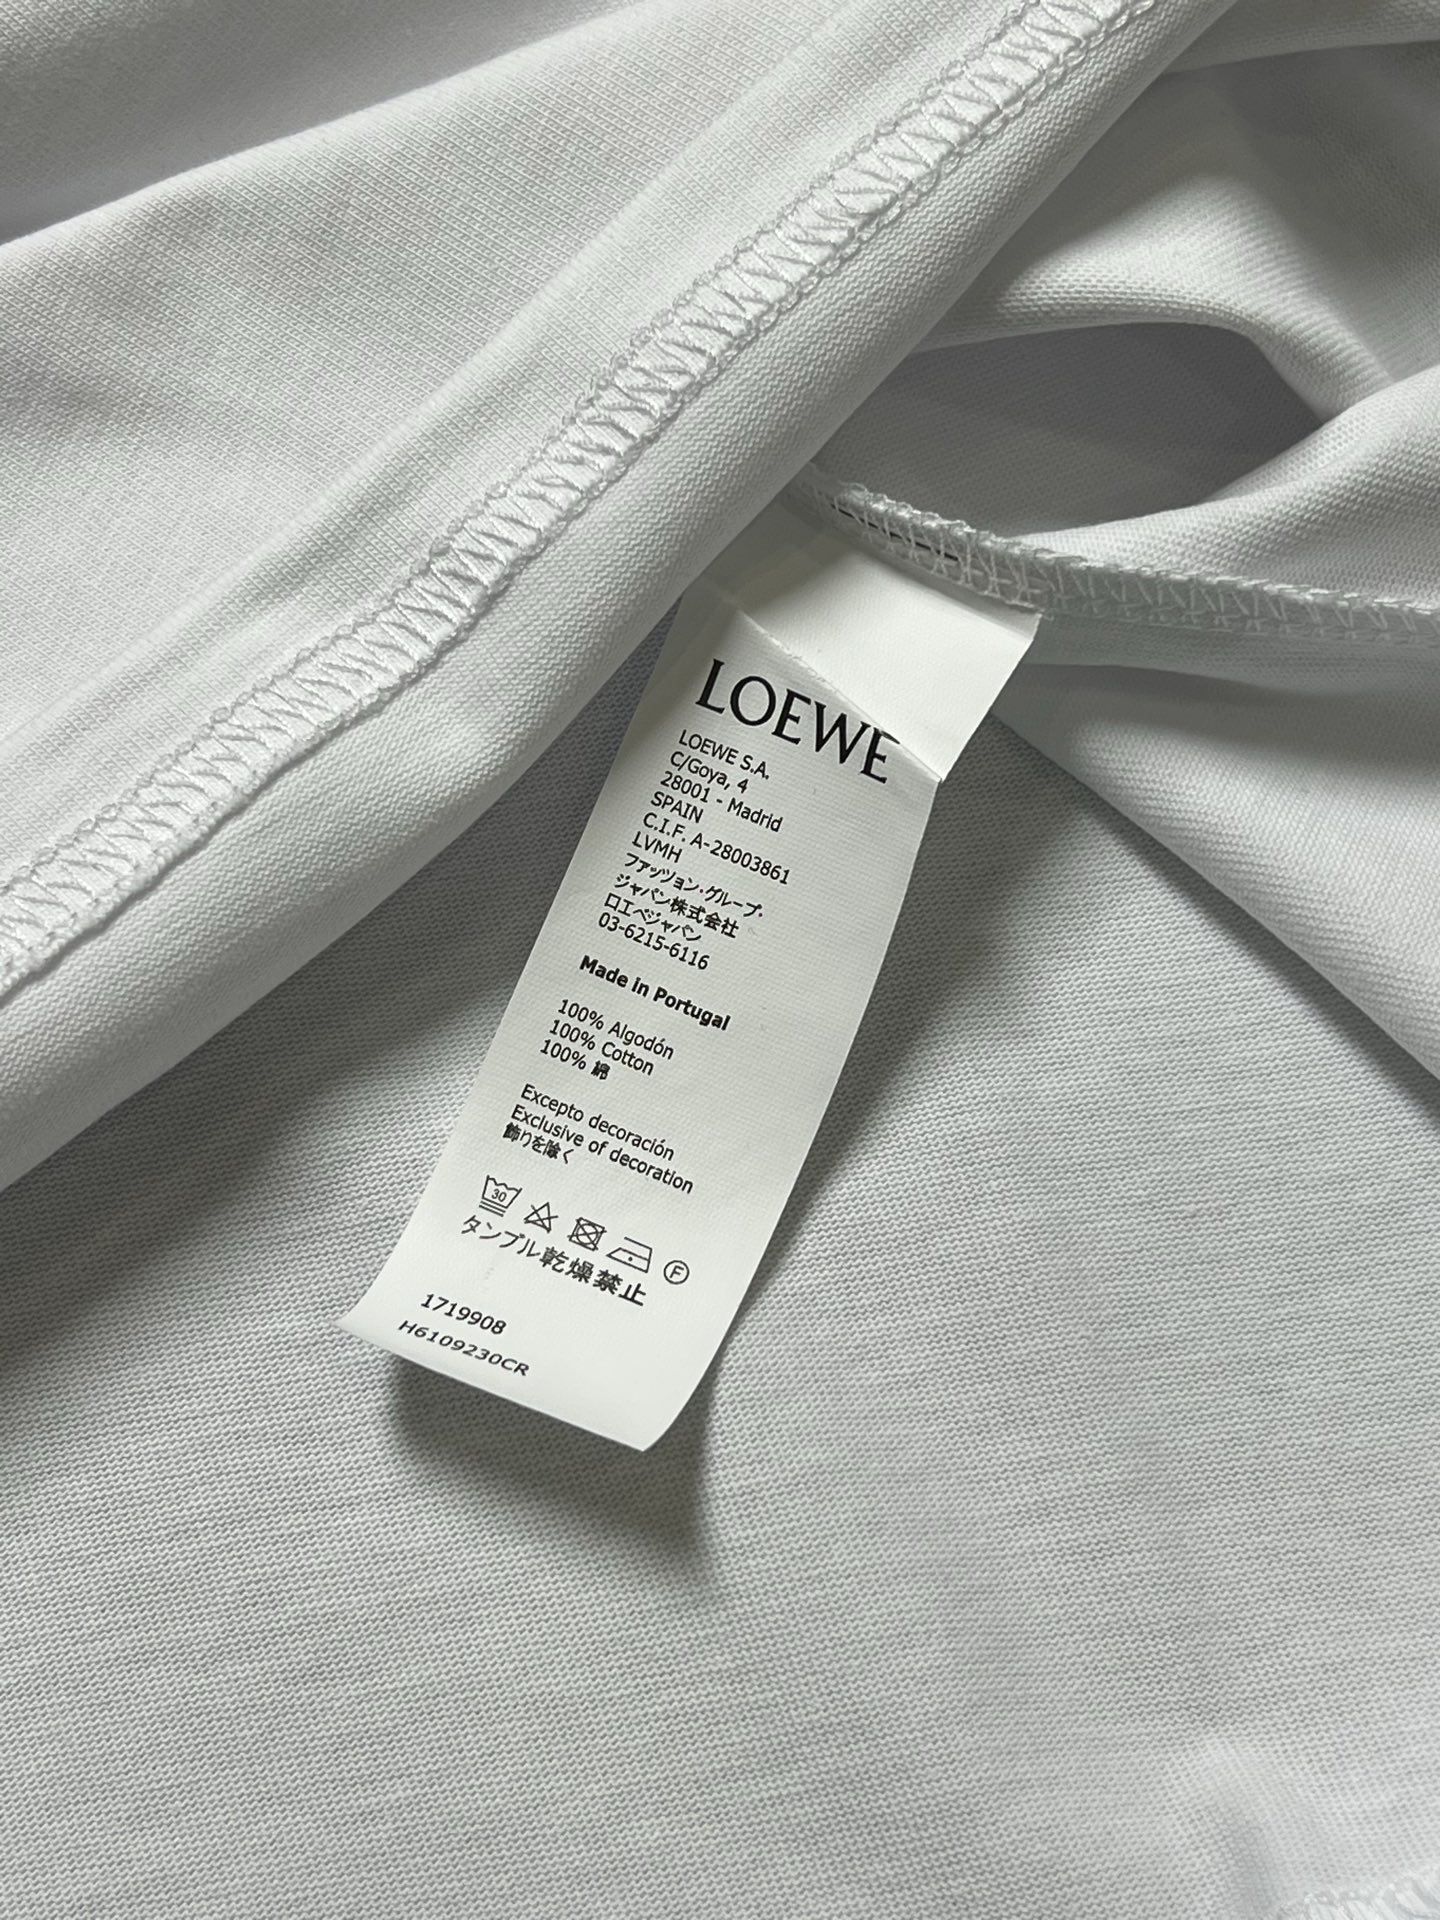 LOEWE
LOEWE S.A.
C/Goya, 4
28001 - Madrid
SPAIN
C.I.F. A-28003861
LVMH
ファッツョン・グループ・
ジャパン株式会社
口エベジャパン
03-6215-6116
Made in Portugal
100% Algodón
100% Cotton
100% 綿
Excepto decoración
Exclusive of decoration
飾りを除く
30
F
タンブル乾燥禁止
1719908
H6109230CR